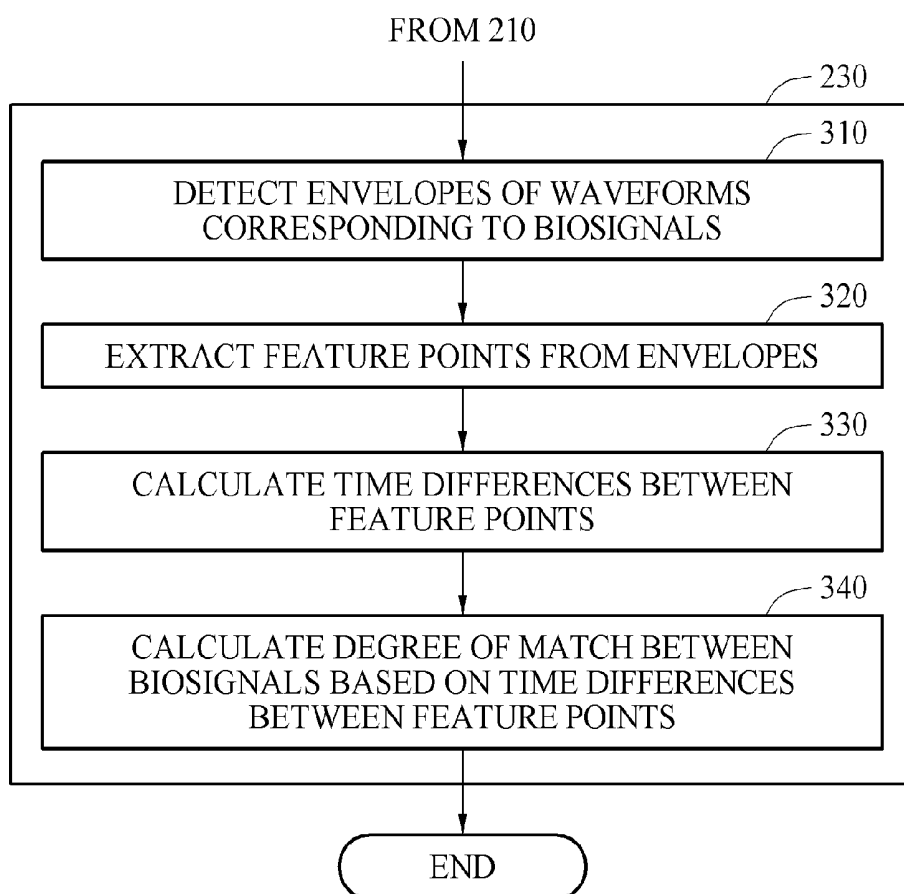 FROM 210
230
310
DETECT ENVELOPES OF WAVEFORMS
CORRESPONDING TO BIOSIGNALS
320
EXTRACT FEATURE POINTS FROM ENVELOPES
330
CALCULATE TIME DIFFERENCES BETWEEN
FEATURE POINTS
340
CALCULATE DEGREE OF MATCH BETWEEN
BIOSIGNALS BASED ON TIME DIFFERENCES
BETWEEN FEATURE POINTS
END